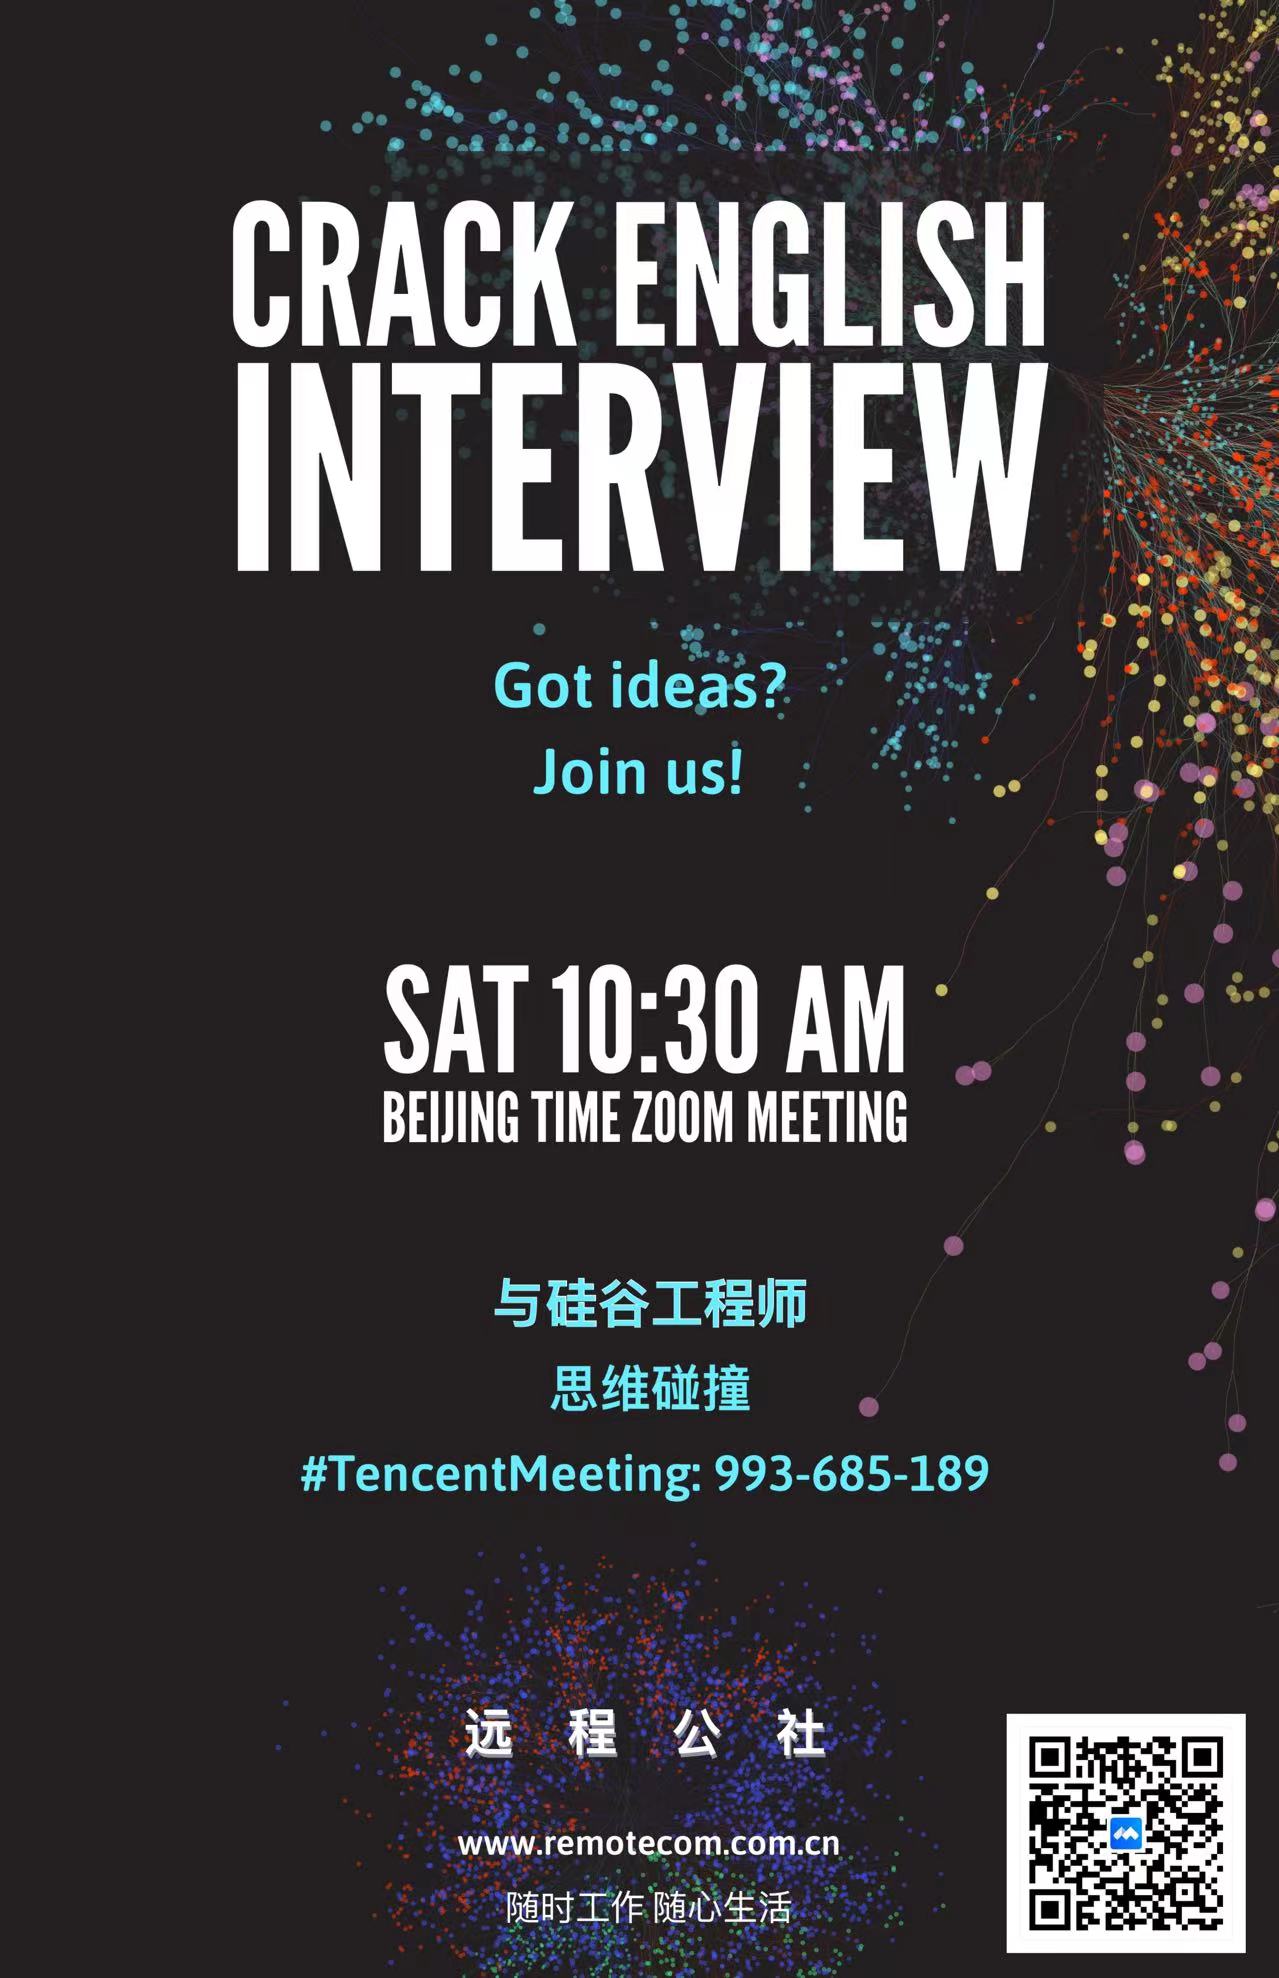 CRACK ENGLISH
INTERVIEW
Got ideas?
Join us!
SAT 10:30 AM
BEIJING TIME ZOOM MEETING
与硅谷工程师
思维碰撞
#TencentMeeting: 993-685-189
远 程 公 社
www.remotecom.com.cn
随时工作 随心生活